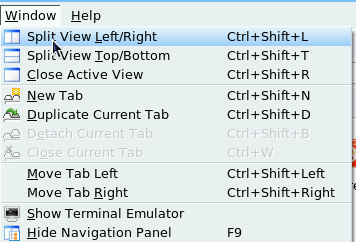 Window Help
Split View Left/Right Ctrl+Shift+L
Split View Top/Bottom Ctrl+Shift+T
Close Active View Ctrl+Shift+R
New Tab Ctrl+Shift+N
Duplicate Current Tab Ctrl+Shift+D
Detach Current Tab Ctrl+Shift+B
Close Current Tab Ctrl+W
Move Tab Left Ctrl+Shift+Left
Move Tab Right Ctrl+Shift+Right
Show Terminal Emulator
Hide Navigation Panel F9